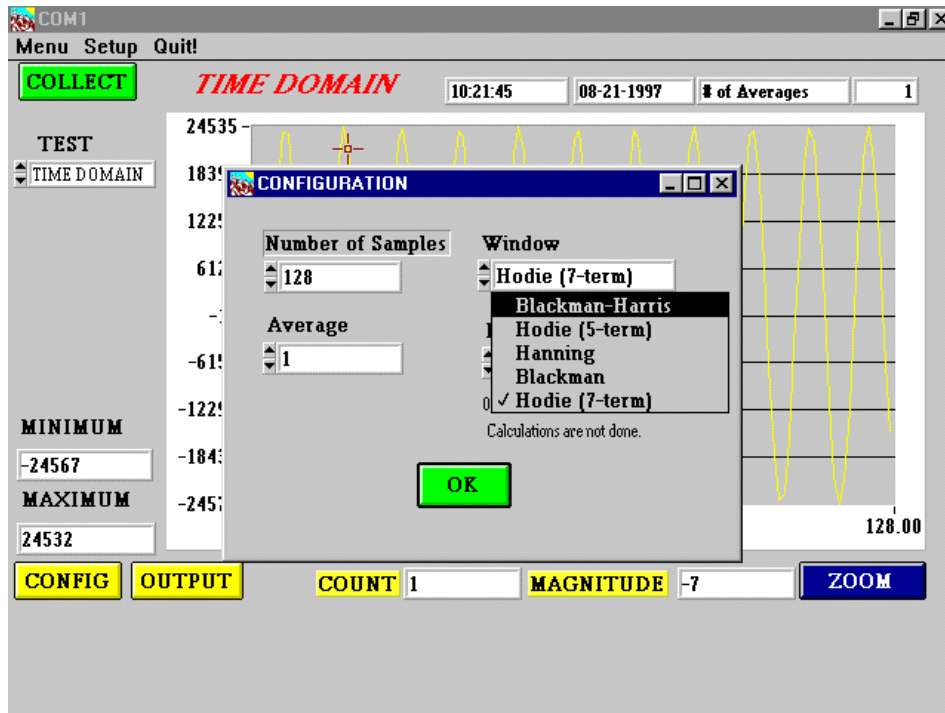 COM1
Menu Setup Quit!
COLLECT
TIME DOMAIN
10:21:45
08-21-1997
# of Averages
1
TEST
TIME DOMAIN
24535
CONFIGURATION
Number of Samples
128
Window
Hodie (7-term)
Blackman-Harris
Hodie (5-term)
Hanning
Blackman
✓ Hodie (7-term)
Average
1
Calculations are not done.
OK
MINIMUM
-24567
MAXIMUM
24532
128.00
CONFIG
OUTPUT
COUNT
1
MAGNITUDE
-7
ZOOM